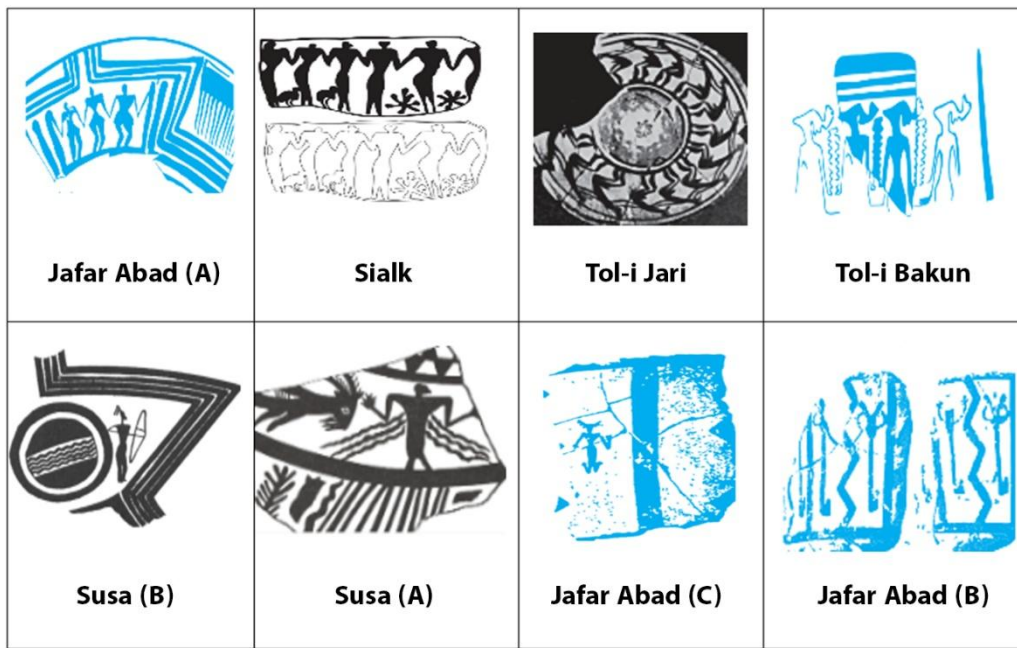 Jafar Abad (A)
Sialk
Tol-i Jari
Tol-i Bakun
Susa (B)
Susa (A)
Jafar Abad (C)
Jafar Abad (B)